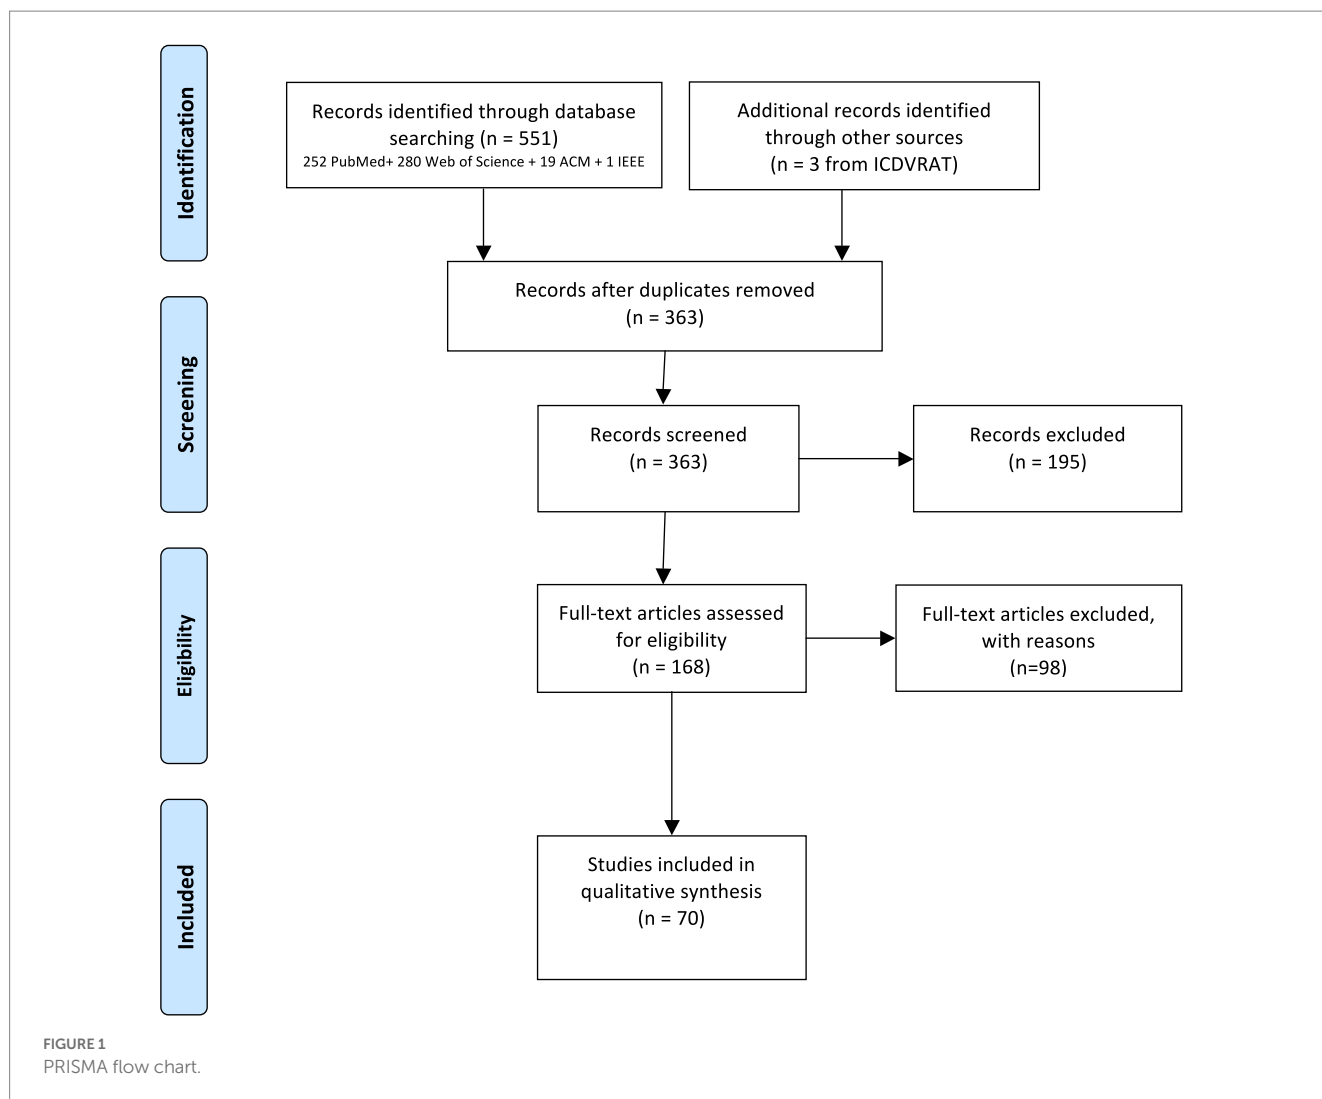 Identification
Records identified through database
searching (n = 551)
252 PubMed+ 280 Web of Science + 19 ACM + 1 IEEE
Additional records identified
through other sources
(n = 3 from ICDVRAT)
Records after duplicates removed
(n = 363)
Screening
Records screened
(n = 363)
Records excluded
(n = 195)
Eligibility
Full-text articles assessed
for eligibility
(n = 168)
Full-text articles excluded,
with reasons
(n=98)
Included
Studies included in
qualitative synthesis
(n = 70)
FIGURE 1
PRISMA flow chart.